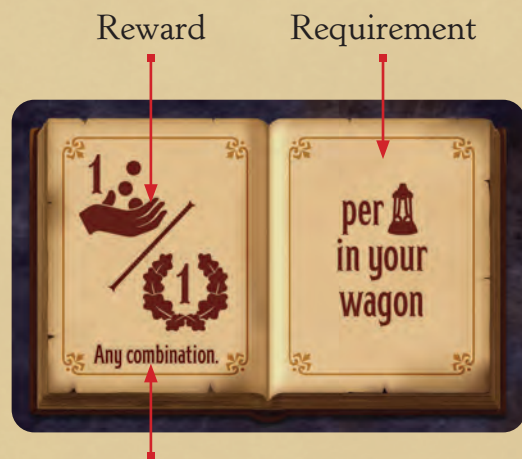 Reward
Requirement
1
1
Any combination.
per
in your
wagon